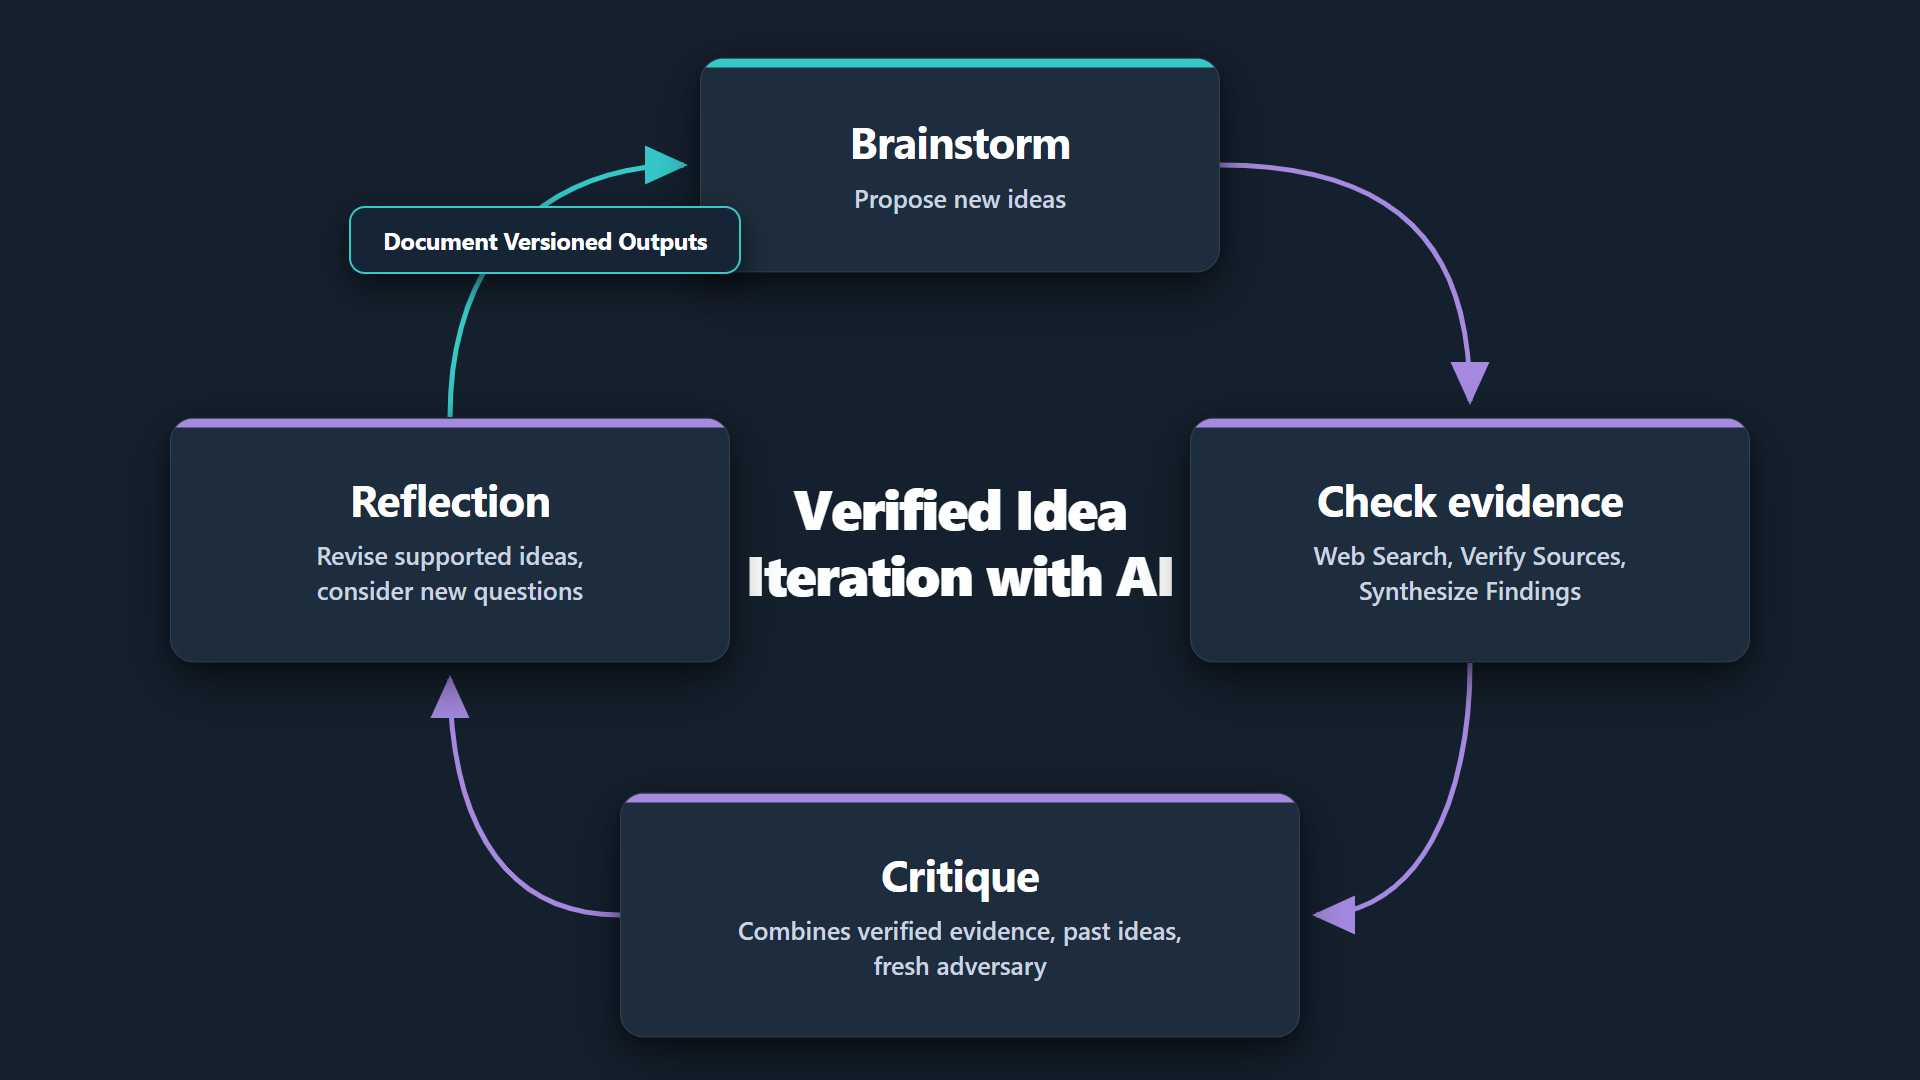 Brainstorm
Propose new ideas
Document Versioned Outputs
Reflection
Revise supported ideas,
consider new questions
Verified Idea
Iteration with AI
Check evidence
Web Search, Verify Sources,
Synthesize Findings
Critique
Combines verified evidence, past ideas,
fresh adversary